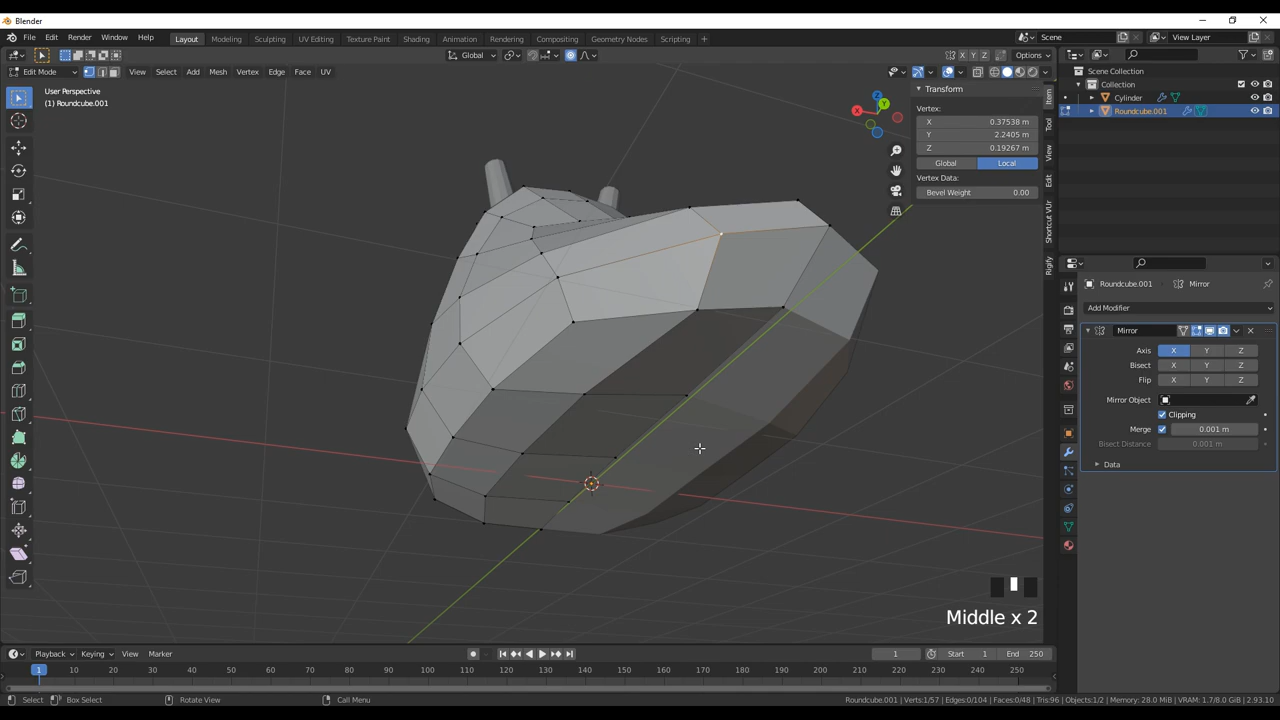 Blender
File Edit Render Window Help Layout Modeling Sculpting UV Editing Texture Paint Shading Animation Rendering Compositing Geometry Nodes Scripting + Scene View Layer
Global X Y Z Options
Edit Mode View Select Add Mesh Vertex Edge Face UV
User Perspective
(1) Roundcube.001
Transform
Vertex:
X 0.37538 m
Y 2.2405 m
Z 0.19267 m
Global Local
Vertex Data:
Bevel Weight 0.00
Item
Tool
View
Edit
Shortcut VUr
Rigify
X Y Z
Scene Collection
Collection
Cylinder
Roundcube.001
Roundcube.001 Mirror
Add Modifier
Mirror
Axis X Y Z
Bisect X Y Z
Flip X Y Z
Mirror Object
Clipping
Merge 0.001 m
Bisect Distance 0.001 m
Data
Middle x 2
Playback Keying View Marker 1 Start 1 End 250
1 10 20 30 40 50 60 70 80 90 100 110 120 130 140 150 160 170 180 190 200 210 220 230 240 250
Select Box Select Rotate View Call Menu Roundcube.001 | Verts:1/57 | Edges:0/104 | Faces:0/48 | Tris:96 | Objects:1/2 | Memory: 28.0 MiB | VRAM: 1.7/8.0 GiB | 2.93.10